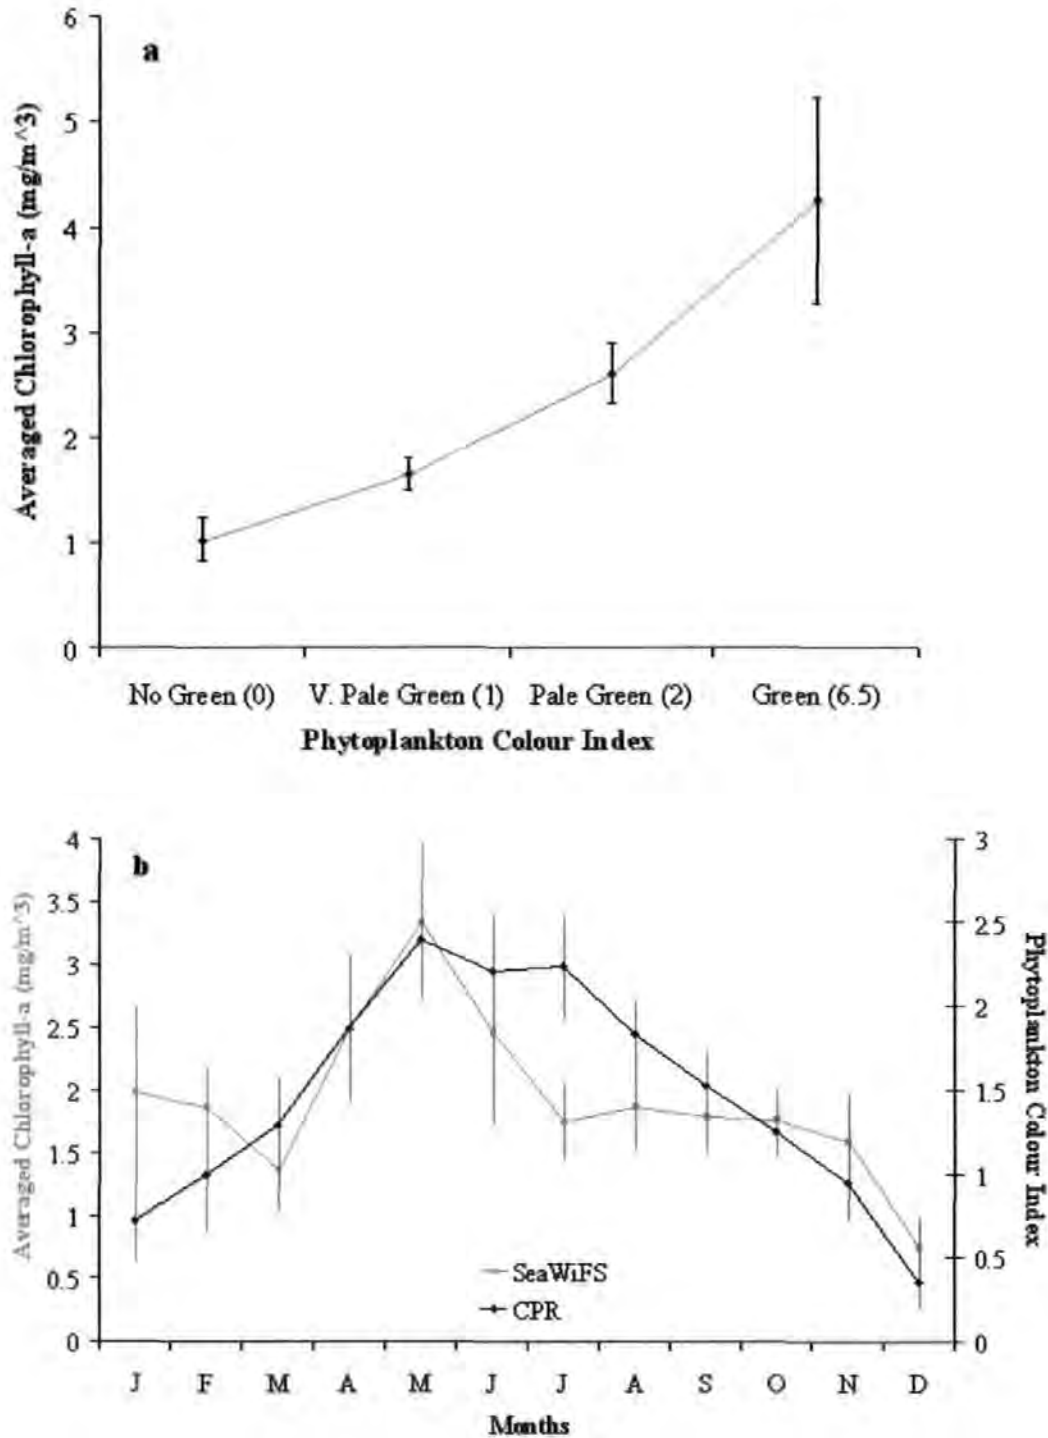 a
Averaged Chlorophyll-a (mg/m^3)
6
5
4
3
2
1
0
No Green (0) V. Pale Green (1) Pale Green (2) Green (6.5)
Phytoplankton Colour Index
b
Averaged Chlorophyll-a (mg/m^3)
4
3.5
3
2.5
2
1.5
1
0.5
0
3
2.5
2
1.5
1
0.5
0
Phytoplankton Colour Index
SeaWiFS
CPR
J F M A M J J A S O N D
Months